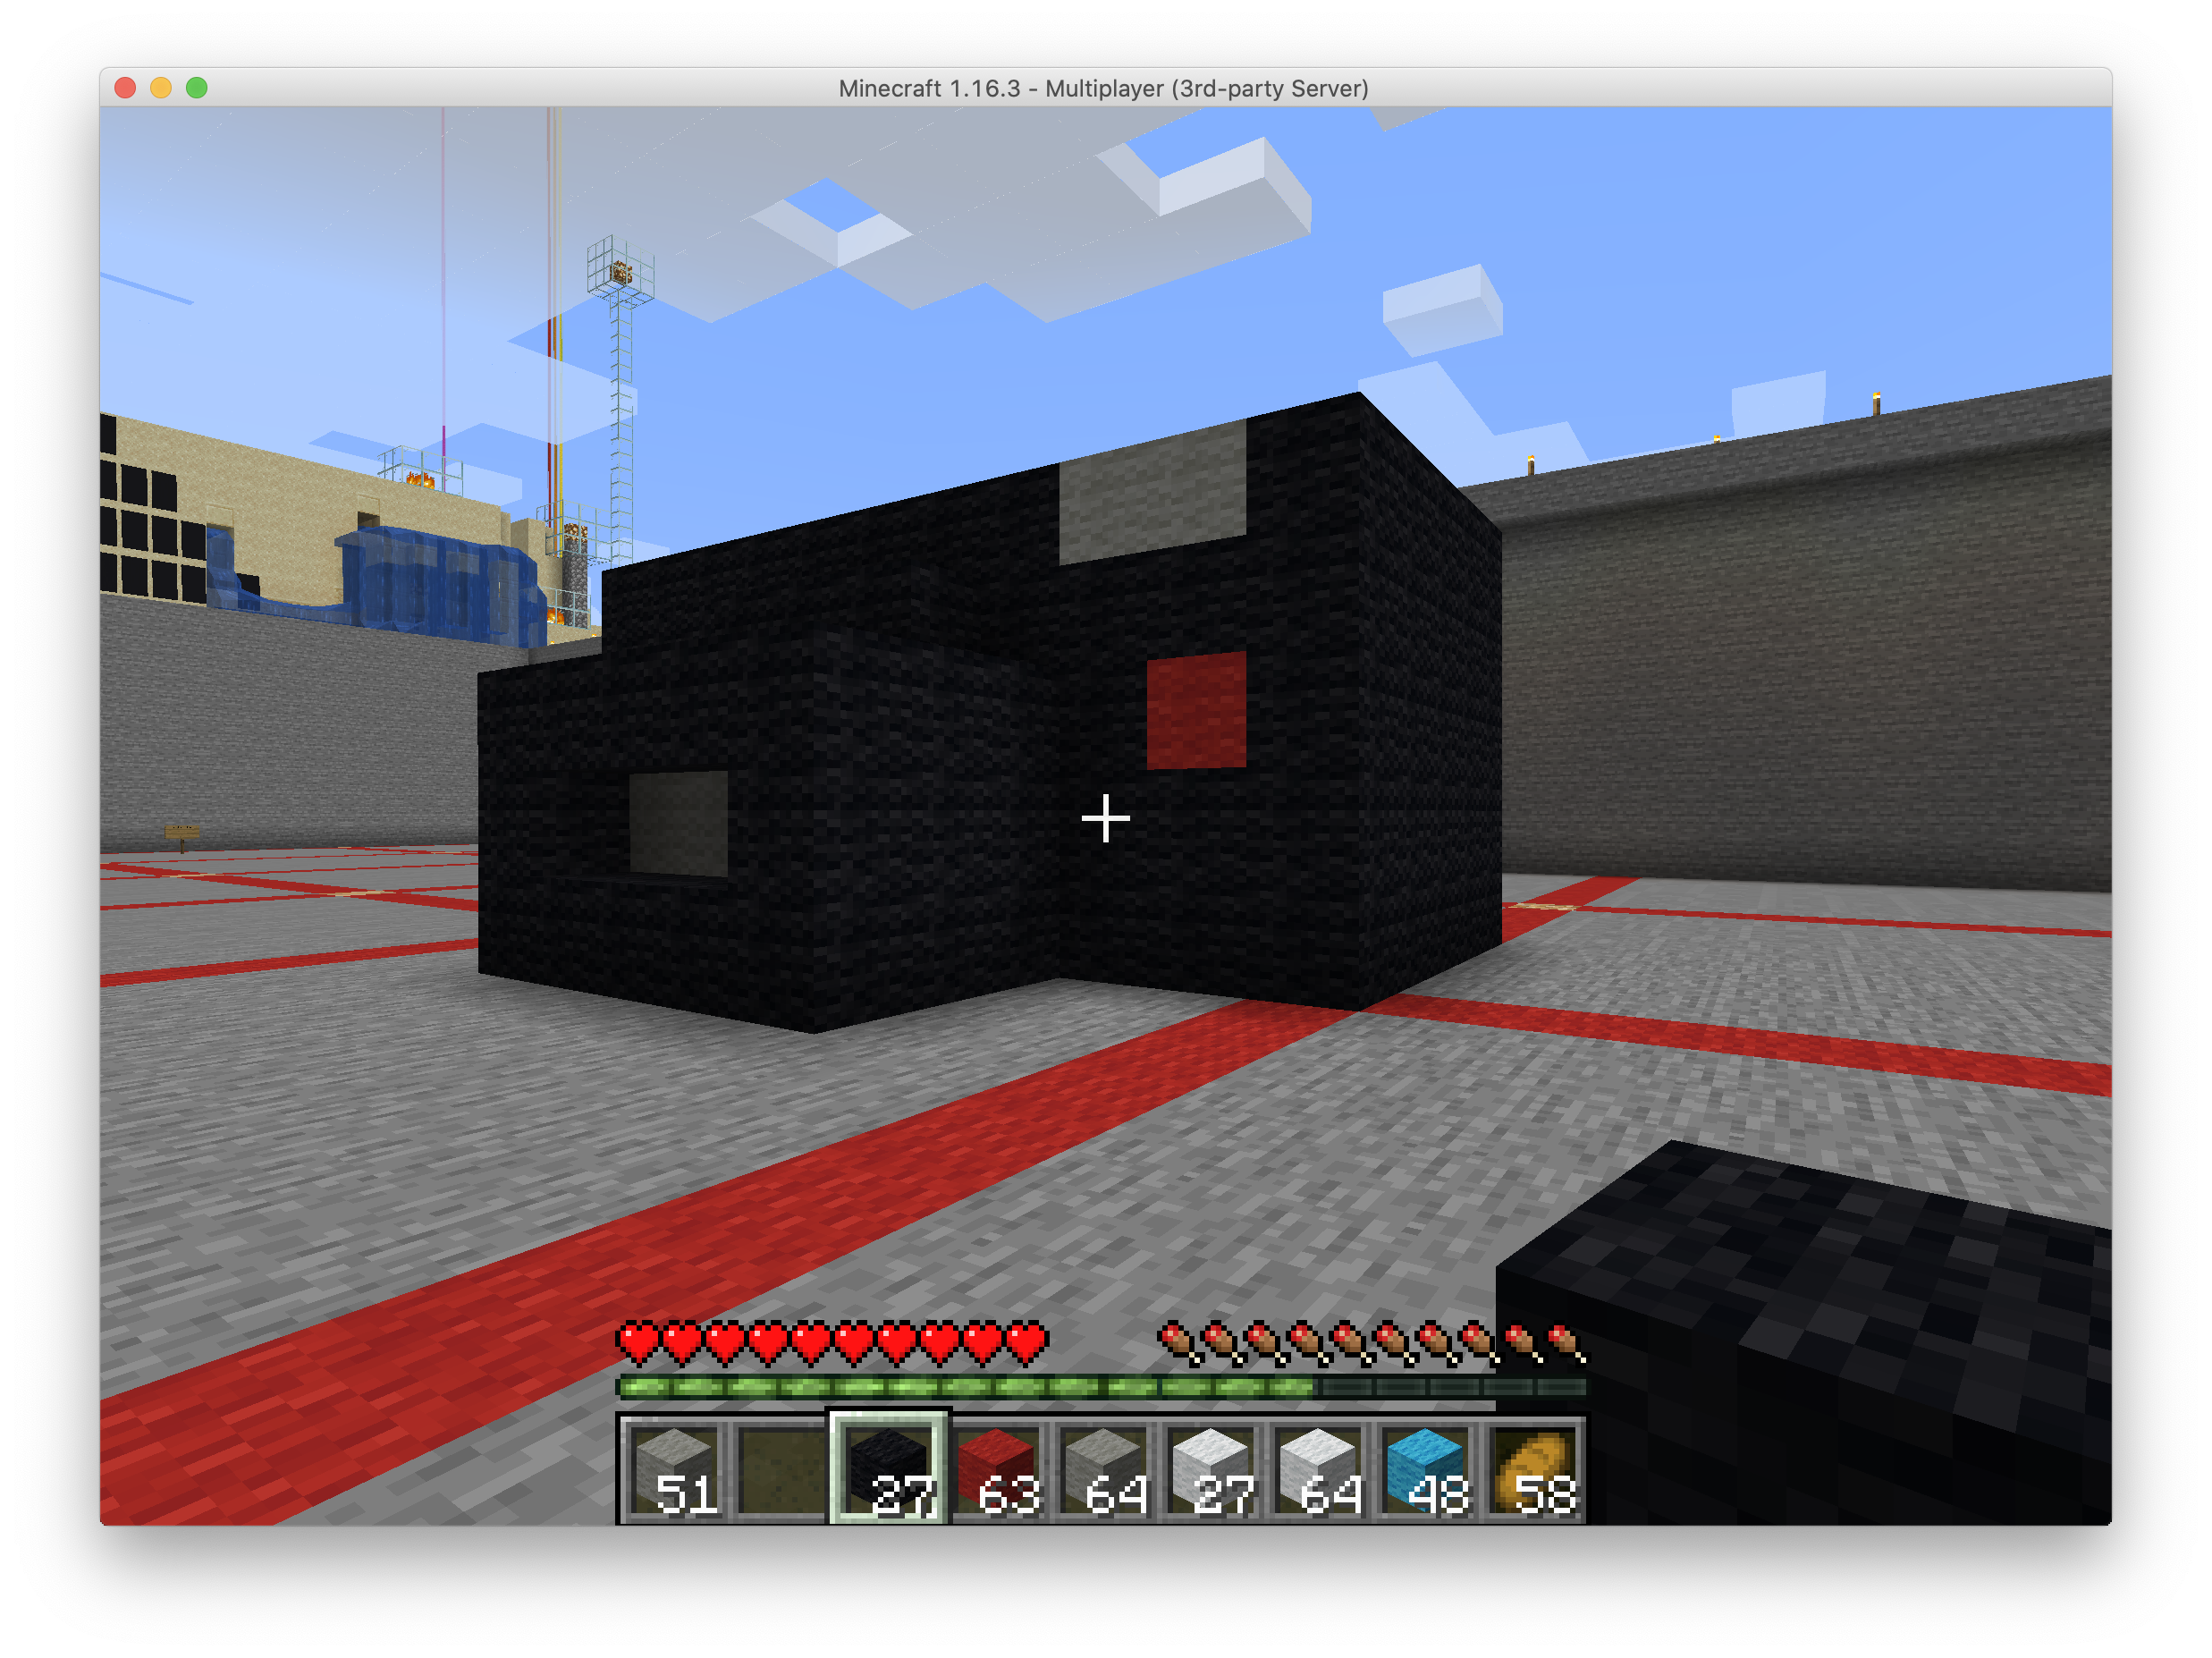 Minecraft 1.16.3 - Multiplayer (3rd-party Server)
51 27 63 64 27 64 48 58